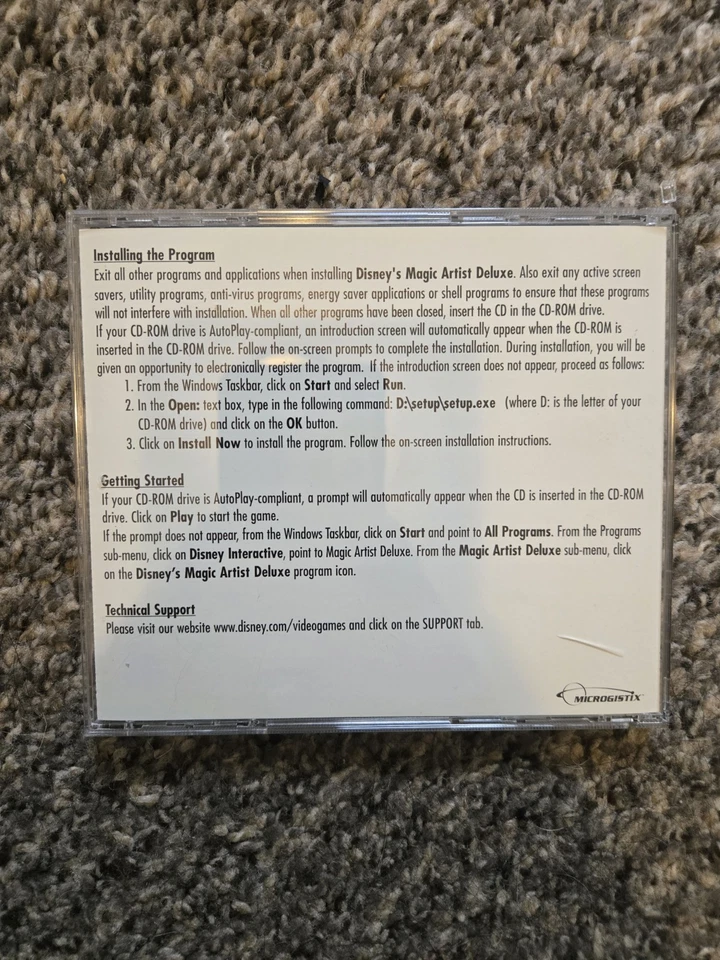 Installing the Program
Exit all other programs and applications when installing Disney's Magic Artist Deluxe. Also exit any active screen
savers, utility programs, anti-virus programs, energy saver applications or shell programs to ensure that these programs
will not interfere with installation. When all other programs have been closed, insert the CD in the CD-ROM drive.
If your CD-ROM drive is AutoPlay-compliant, an introduction screen will automatically appear when the CD-ROM is
inserted in the CD-ROM drive. Follow the on-screen prompts to complete the installation. During installation, you will be
given an opportunity to electronically register the program. If the introduction screen does not appear, proceed as follows:
1. From the Windows Taskbar, click on Start and select Run.
2. In the Open: text box, type in the following command: D:\setup\setup.exe (where D: is the letter of your
CD-ROM drive) and click on the OK button.
3. Click on Install Now to install the program. Follow the on-screen installation instructions.
Getting Started
If your CD-ROM drive is AutoPlay-compliant, a prompt will automatically appear when the CD is inserted in the CD-ROM
drive. Click on Play to start the game.
If the prompt does not appear, from the Windows Taskbar, click on Start and point to All Programs. From the Programs
sub-menu, click on Disney Interactive, point to Magic Artist Deluxe. From the Magic Artist Deluxe sub-menu, click
on the Disney's Magic Artist Deluxe program icon.
Technical Support
Please visit our website www.disney.com/videogames and click on the SUPPORT tab.
MICROGISTIX